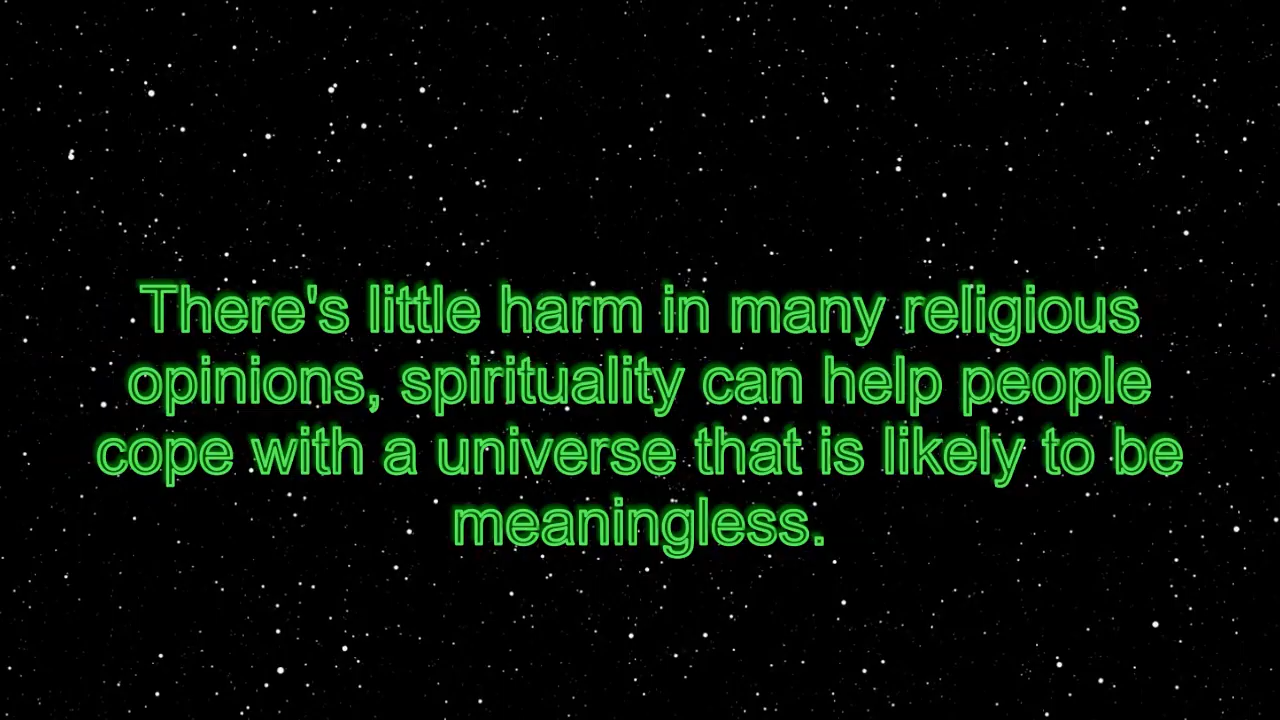 There's little harm in many religious
opinions, spirituality can help people
cope with a universe that is likely to be
meaningless.